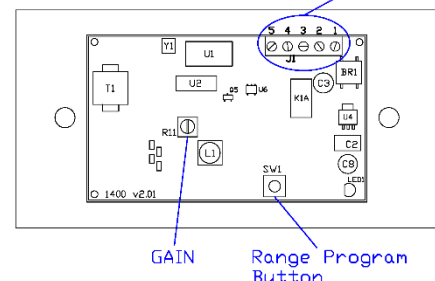 5 4 3 2 1
J1
Y1
U1
T1
U2
Q5
U6
K1A
C3
BR1
U4
R11
L1
C2
C8
SW1
LED1
1400 v2.01
GAIN
Range Program
Button